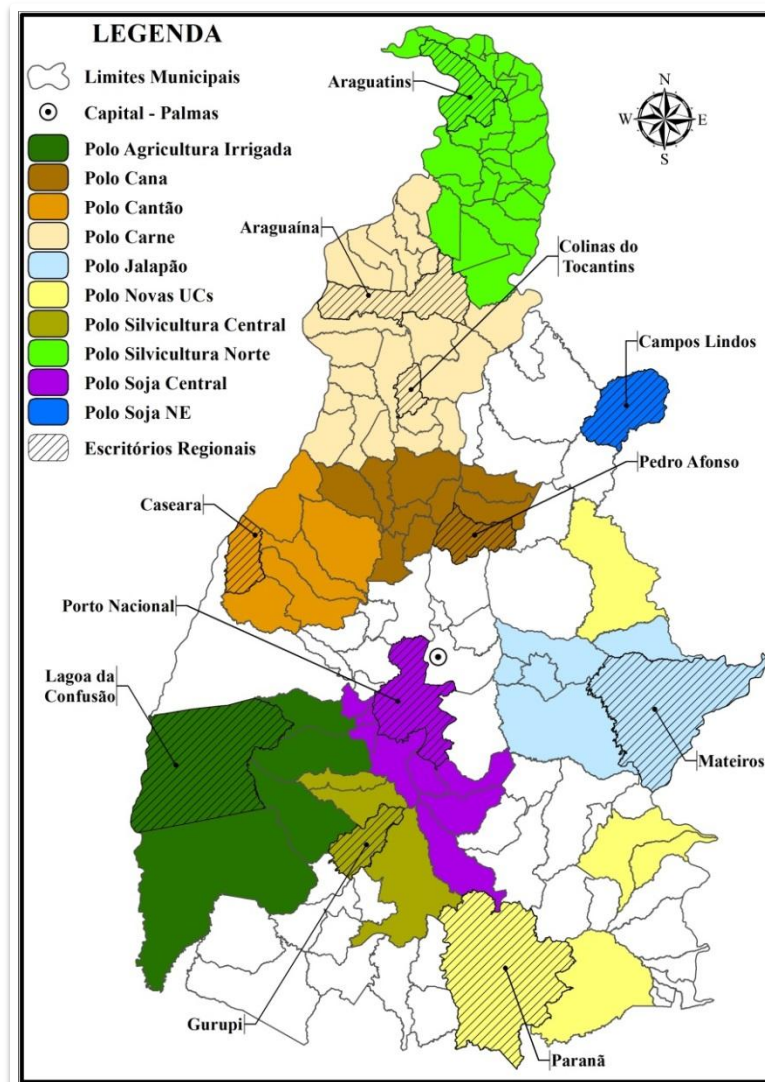 LEGENDA
Limites Municipais
Capital - Palmas
Polo Agricultura Irrigada
Polo Cana
Polo Cantão
Polo Carne
Polo Jalapão
Polo Novas UCs
Polo Silvicultura Central
Polo Silvicultura Norte
Polo Soja Central
Polo Soja NE
Escritórios Regionais
N
W
E
S
Araguatins
Araguaína
Colinas do
Tocantins
Campos Lindos
Pedro Afonso
Caseara
Porto Nacional
Lagoa da
Confusão
Mateiros
Gurupi
Paranã